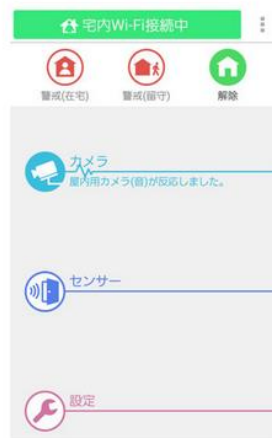 宅内Wi-Fi接続中
警戒(在宅)
警戒(留守)
解除
カメラ
屋内用カメラ(音)が反応しました。
センサー
設定